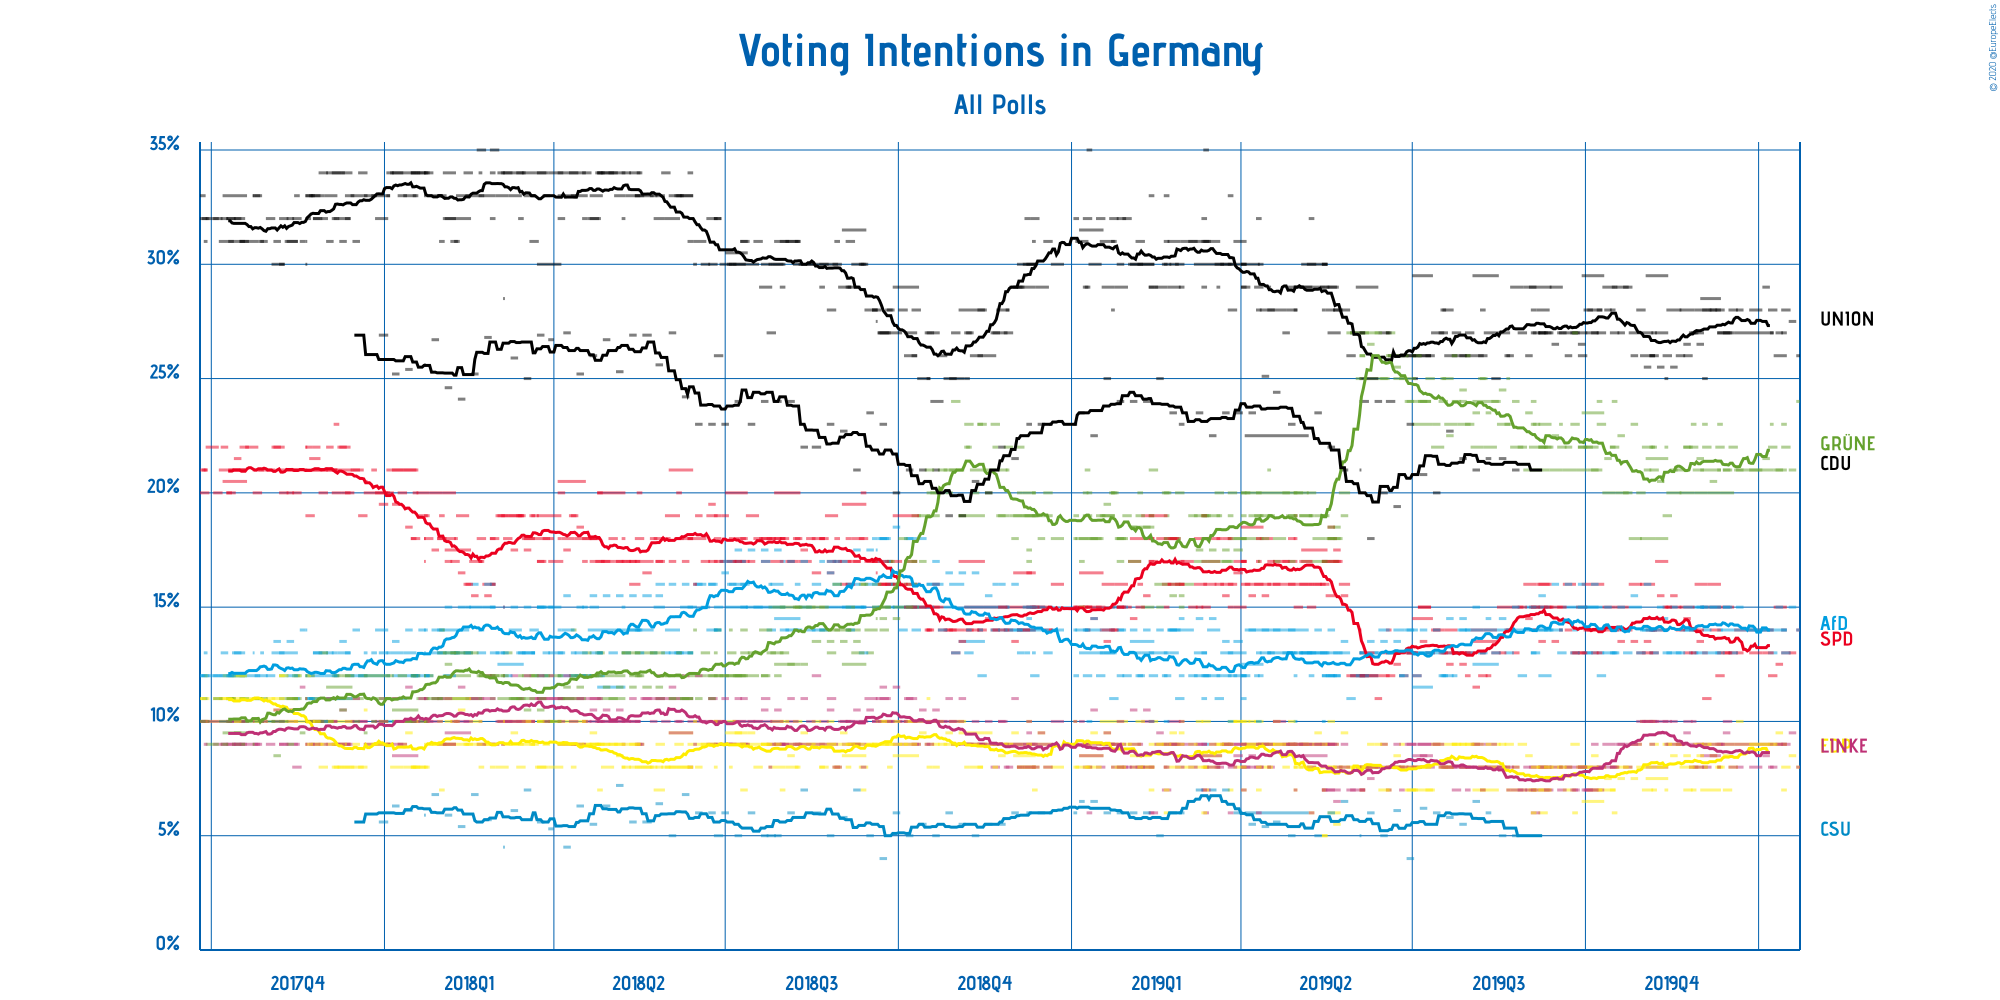 © 2020 @EuropeElects
Voting Intentions in Germany
All Polls
35%
30%
25%
20%
15%
10%
5%
0%
UNION
GRÜNE
CDU
AfD
SPD
LINKE
CSU
2017Q4
2018Q1
2018Q2
2018Q3
2018Q4
2019Q1
2019Q2
2019Q3
2019Q4